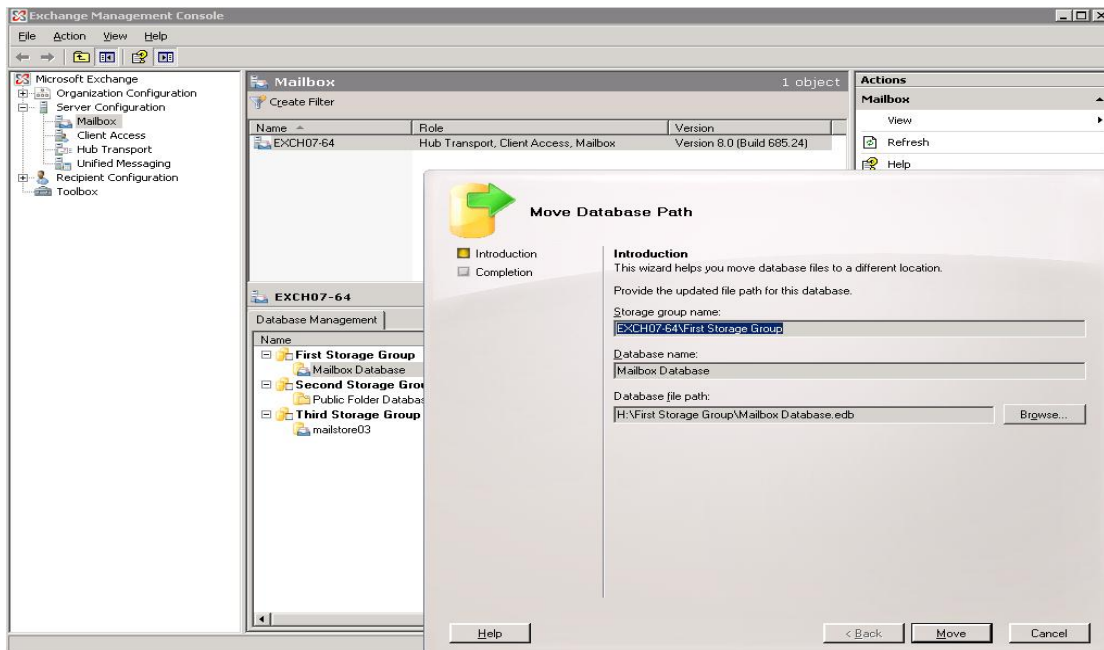 Exchange Management Console
File Action View Help
Microsoft Exchange
Organization Configuration
Server Configuration
Mailbox
Client Access
Hub Transport
Unified Messaging
Recipient Configuration
Toolbox
Mailbox 1 object
Create Filter
Name Role Version
EXCH07-64 Hub Transport, Client Access, Mailbox Version 8.0 (Build 685.24)
EXCH07-64
Database Management
Name
First Storage Group
Mailbox Database
Second Storage Grou
Public Folder Databas
Third Storage Group
mailstore03
Actions
Mailbox
View
Refresh
Help
Move Database Path
Introduction
Completion
Introduction
This wizard helps you move database files to a different location.
Provide the updated file path for this database.
Storage group name:
EXCH07-64\First Storage Group
Database name:
Mailbox Database
Database file path:
H:\First Storage Group\Mailbox Database.edb Browse...
Help < Back Move Cancel